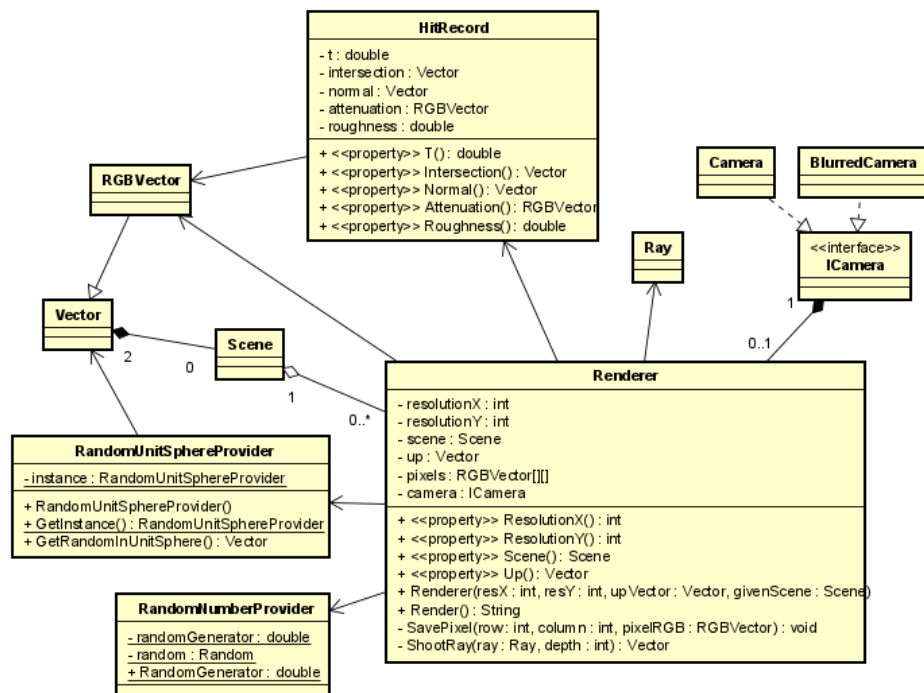 HitRecord
- t : double
- intersection : Vector
- normal : Vector
- attenuation : RGBVector
- roughness : double
+ <<property>> T() : double
+ <<property>> Intersection() : Vector
+ <<property>> Normal() : Vector
+ <<property>> Attenuation() : RGBVector
+ <<property>> Roughness() : double
RGBVector
Camera
BlurredCamera
Ray
<<interface>>
ICamera
1
0..1
Vector
2
0
Scene
1
0..*
Renderer
- resolutionX : int
- resolutionY : int
- scene : Scene
- up : Vector
- pixels : RGBVector[][]
- camera : ICamera
+ <<property>> ResolutionX() : int
+ <<property>> ResolutionY() : int
+ <<property>> Scene() : Scene
+ <<property>> Up() : Vector
+ Renderer(resX : int, resY : int, upVector : Vector, givenScene : Scene)
+ Render() : String
- SavePixel(row : int, column : int, pixelRGB : RGBVector) : void
- ShootRay(ray : Ray, depth : int) : Vector
RandomUnitSphereProvider
- instance : RandomUnitSphereProvider
+ RandomUnitSphereProvider()
+ GetInstance() : RandomUnitSphereProvider
+ GetRandomInUnitSphere() : Vector
RandomNumberProvider
- randomGenerator : double
- random : Random
+ RandomGenerator : double